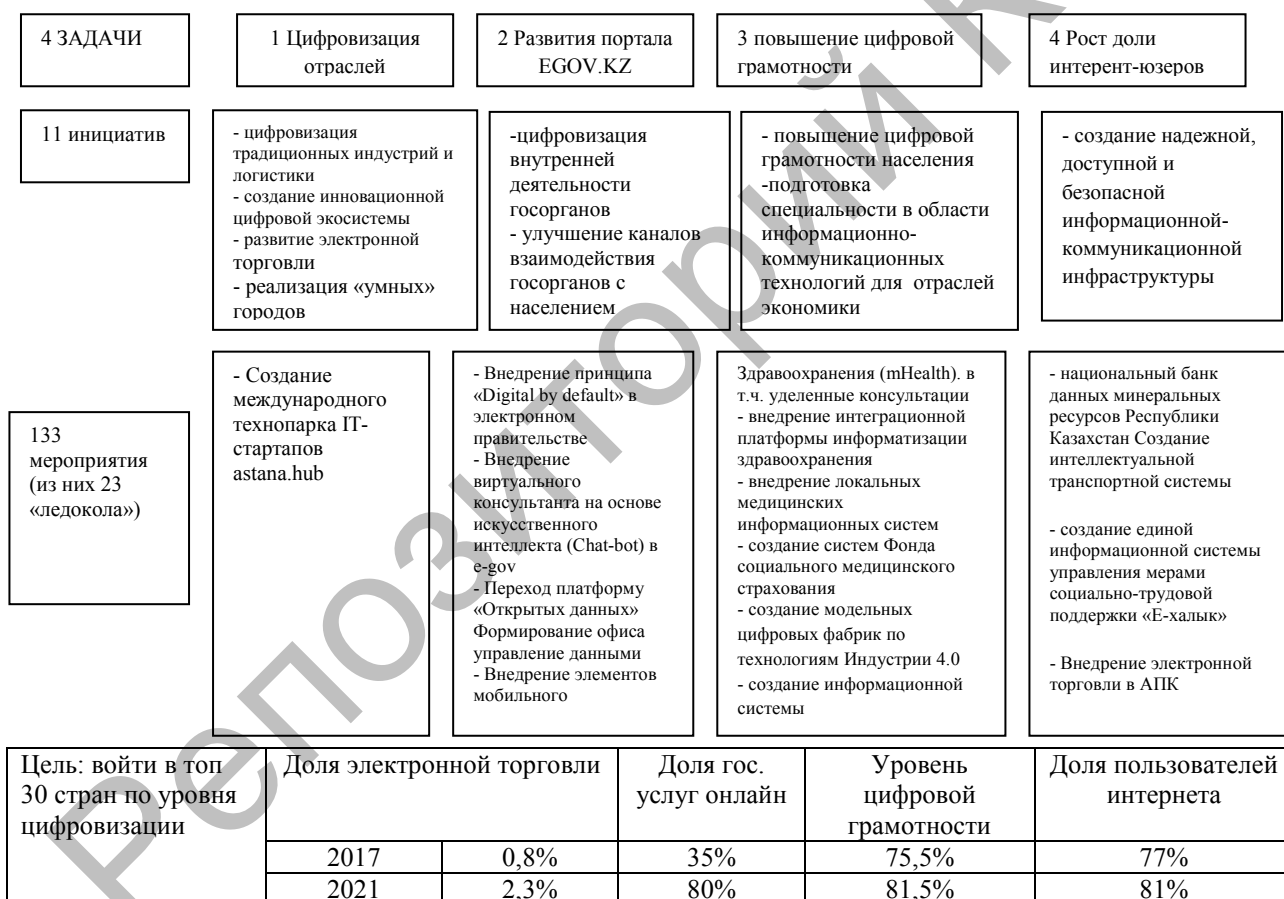 4 ЗАДАЧИ
1 Цифровизация
отраслей
2 Развития портала
EGOV.KZ
3 повышение цифровой
грамотности
4 Рост доли
интерент-юзеров
11 инициатив
- цифровизация
традиционных индустрий и
логистики
- создание инновационной
цифровой экосистемы
- развитие электронной
торговли
- реализация «умных»
городов
-цифровизация
внутренней
деятельности
госорганов
- улучшение каналов
взаимодействия
госорганов с
населением
- повышение цифровой
грамотности населения
-подготовка
специальности в области
информационно-
коммуникационных
технологий для отраслей
экономики
- создание надежной,
доступной и
безопасной
информационной-
коммуникационной
инфраструктуры
133
мероприятия
(из них 23
«ледокола»)
- Создание
международного
технопарка IT-
стартапов
astana.hub
- Внедрение принципа
«Digital by default» в
электронном
правительстве
- Внедрение
виртуального
консультанта на основе
искусственного
интеллекта (Chat-bot) в
e-gov
- Переход платформу
«Открытых данных»
Формирование офиса
управление данными
- Внедрение элементов
мобильного
Здравоохранения (mHealth). в
т.ч. уделенные консультации
- внедрение интеграционной
платформы информатизации
здравоохранения
- внедрение локальных
медицинских
информационных систем
- создание систем Фонда
социального медицинского
страхования
- создание модельных
цифровых фабрик по
технологиям Индустрии 4.0
- создание информационной
системы
- национальный банк
данных минеральных
ресурсов Республики
Казахстан Создание
интеллектуальной
транспортной системы
- создание единой
информационной системы
управления мерами
социально-трудовой
поддержки «Е-халык»
- Внедрение электронной
торговли в АПК
Цель: войти в топ
30 стран по уровня
цифровизации
Доля электронной торговли
Доля гос.
услуг онлайн
Уровень
цифровой
грамотности
Доля пользователей
интернета
2017 0,8% 35% 75,5% 77%
2021 2,3% 80% 81,5% 81%
Репозиторий К